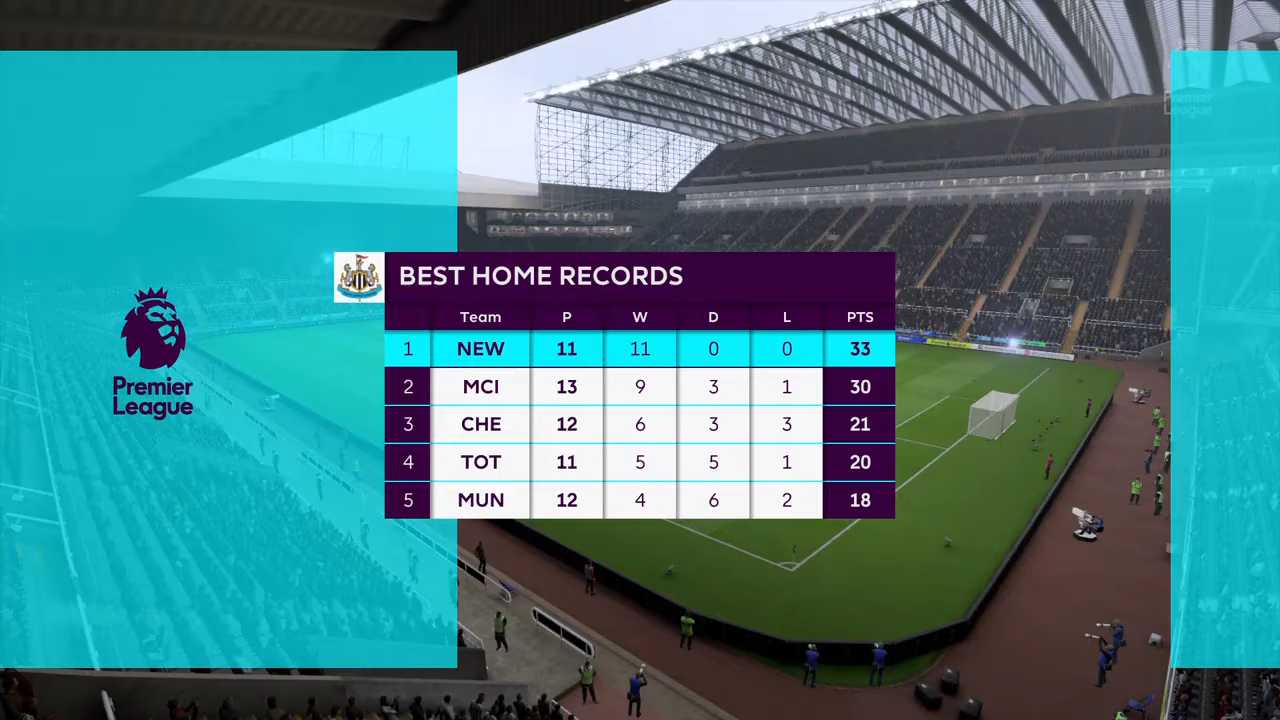 Premier
League
BEST HOME RECORDS
Team P W D L PTS
1 NEW 11 11 0 0 33
2 MCI 13 9 3 1 30
3 CHE 12 6 3 3 21
4 TOT 11 5 5 1 20
5 MUN 12 4 6 2 18
Premier
League